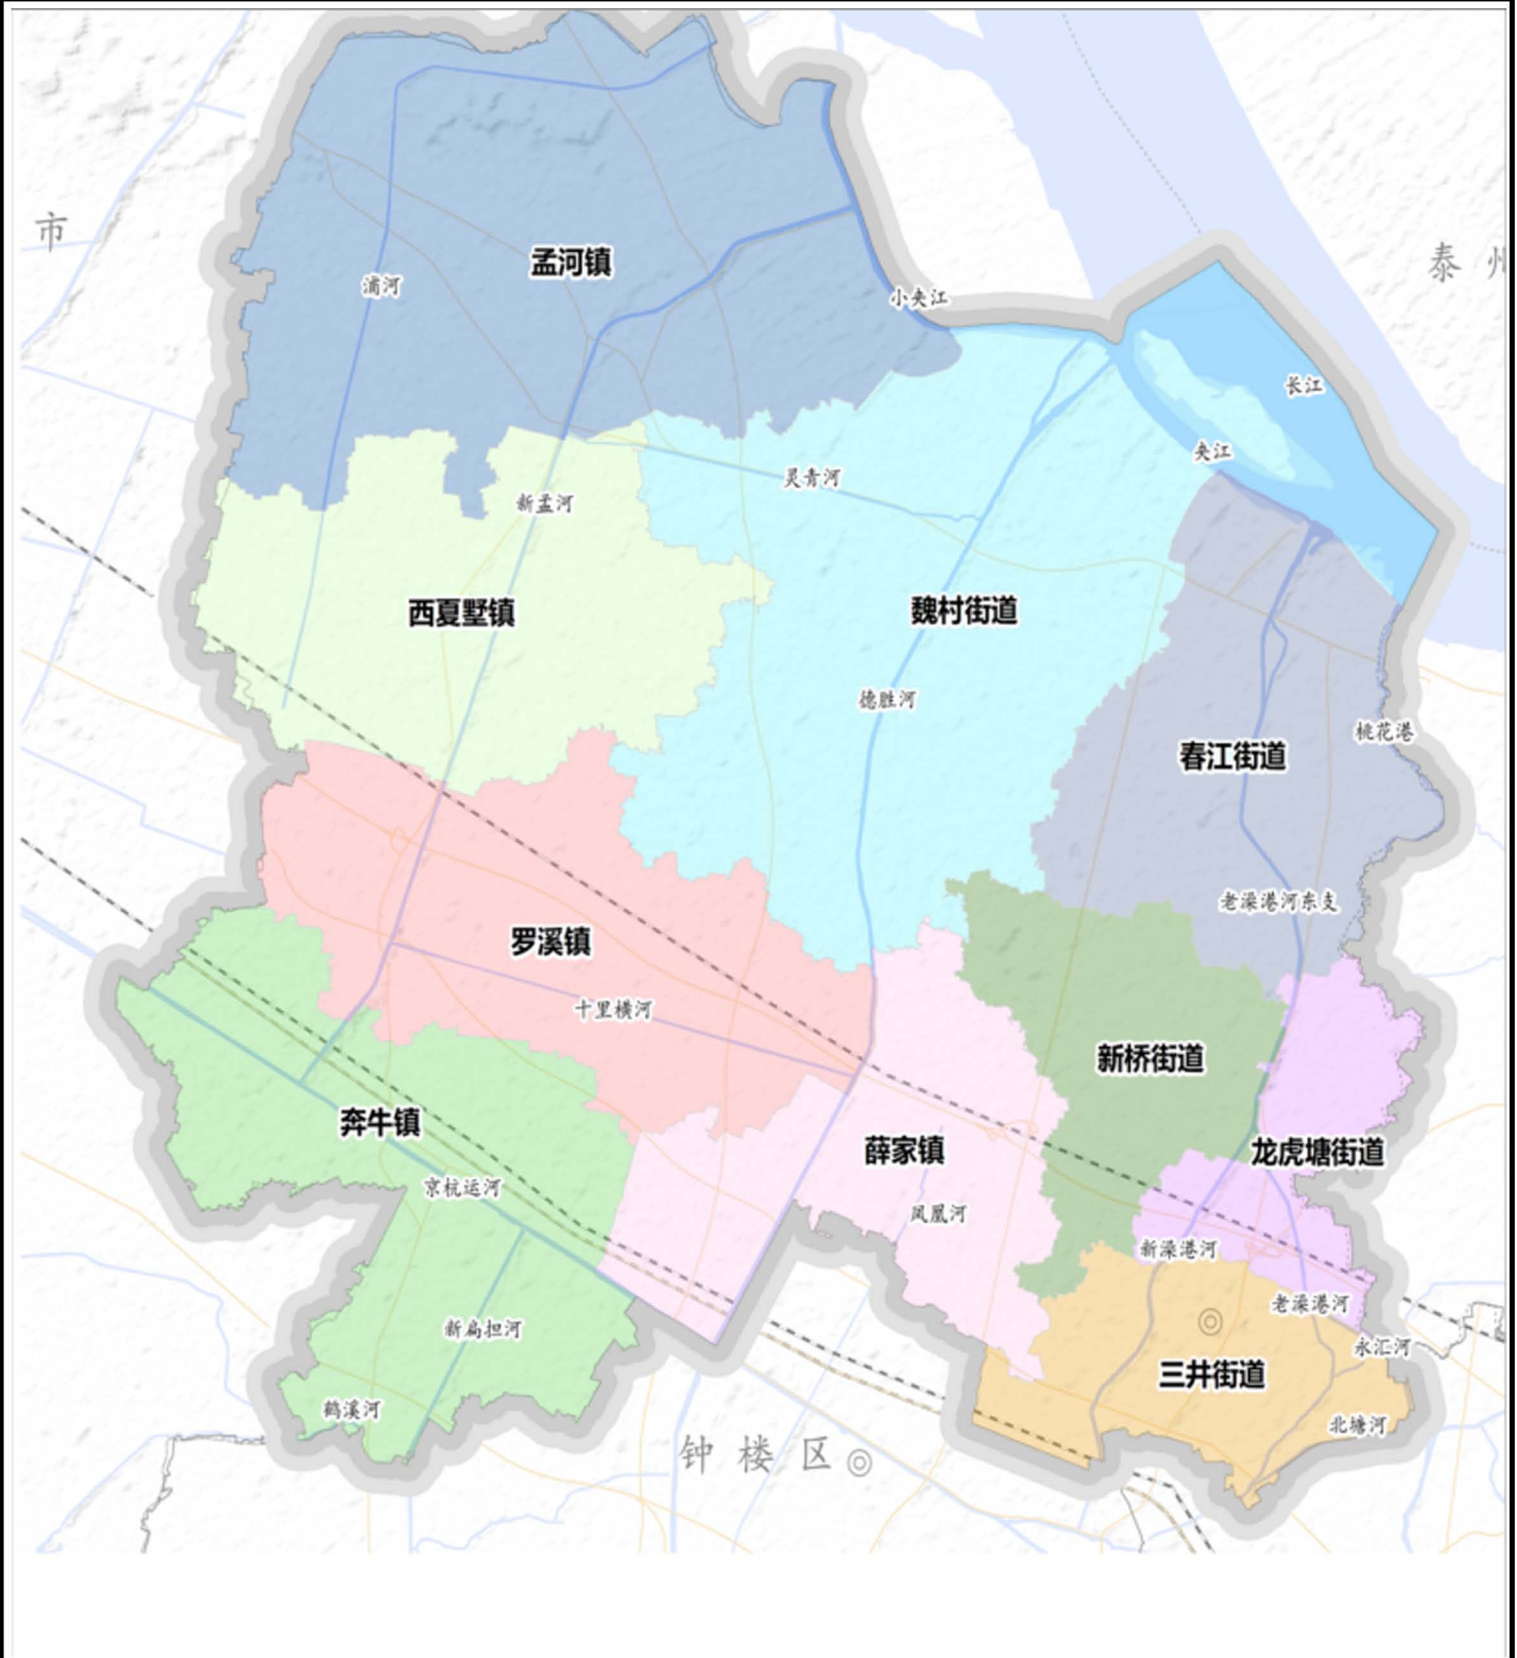 市
孟河镇
泰州
浦河
小夹江
长江
夹江
灵青河
新孟河
西夏墅镇
魏村街道
德胜河
桃花港
春江街道
老澡港河东支
罗溪镇
十里横河
新桥街道
奔牛镇
薛家镇
龙虎塘街道
京杭运河
凤凰河
新澡港河
老澡港河
新扁担河
永汇河
三井街道
鹤溪河
北塘河
钟楼区